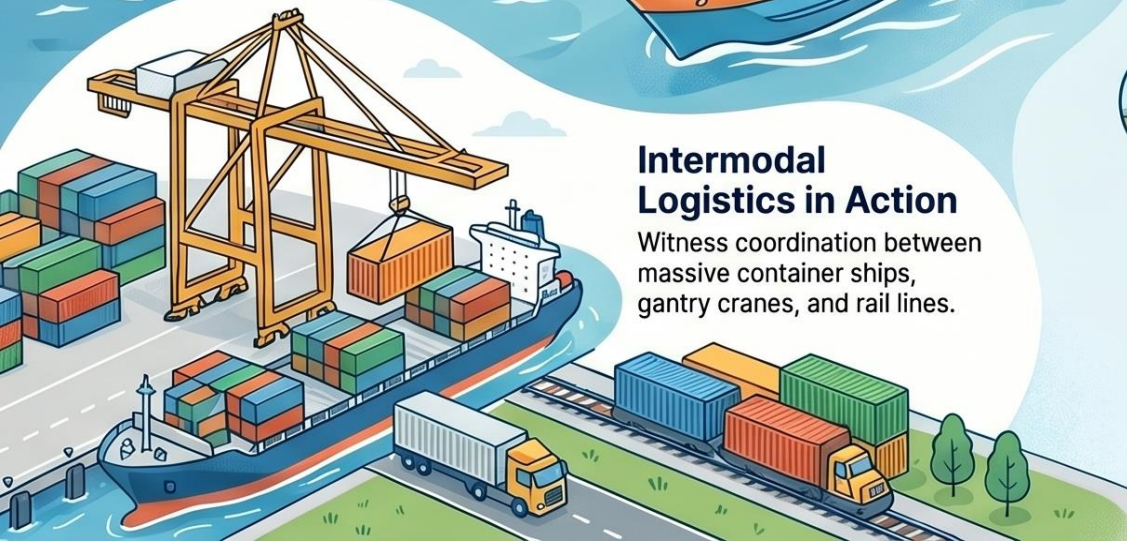 Intermodal
Logistics in Action
Witness coordination between
massive container ships,
gantry cranes, and rail lines.